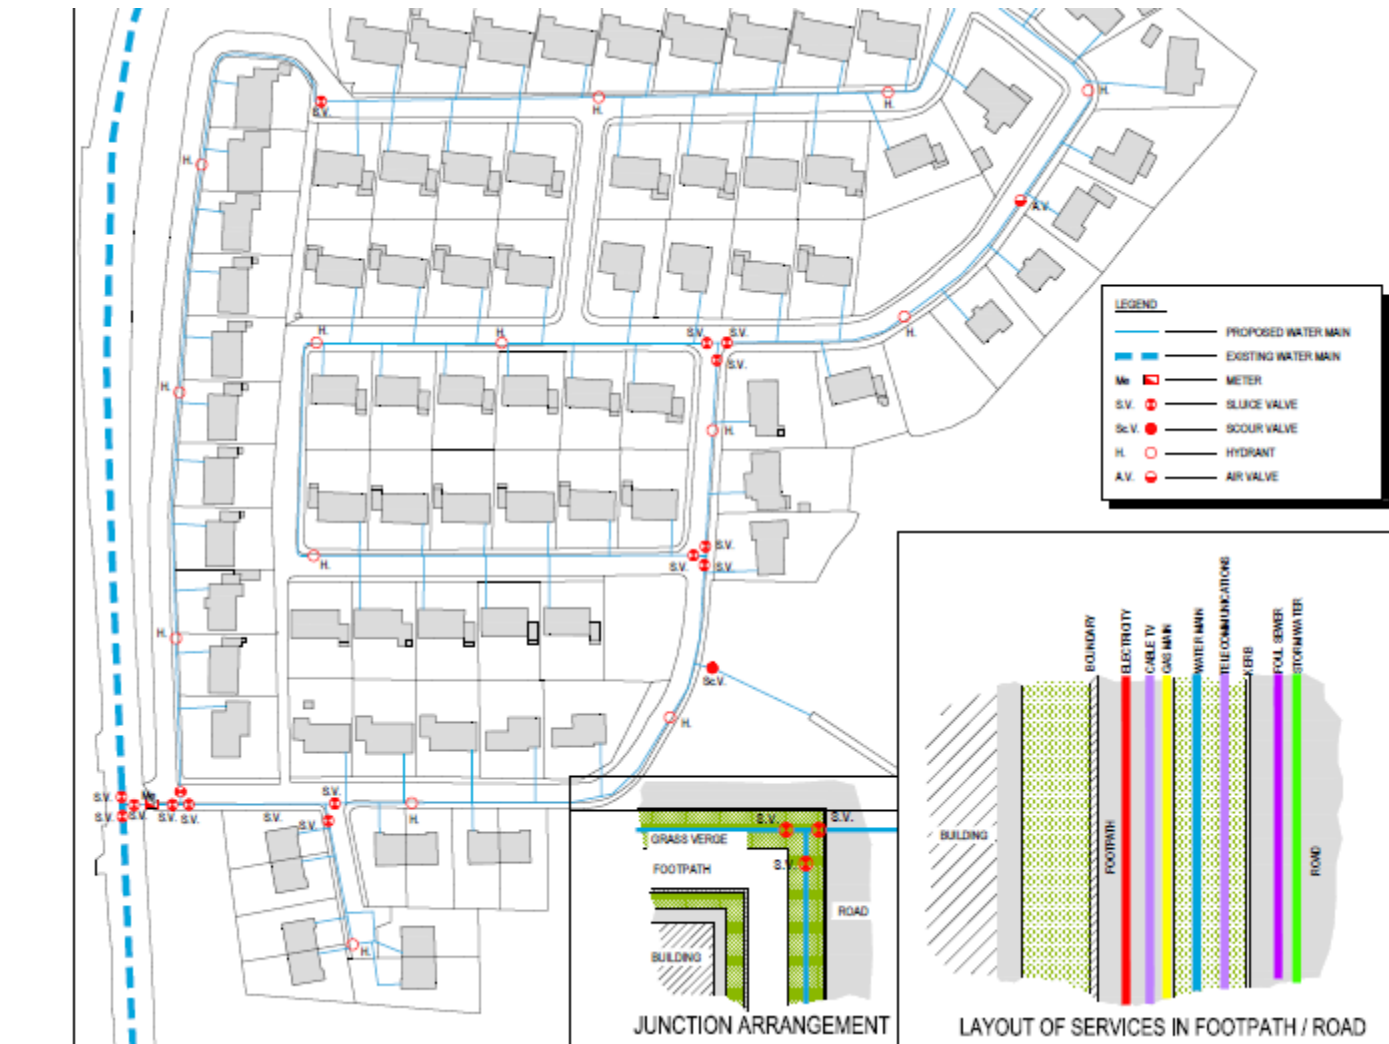 S.V.
H.
H.
H.
H.
A.V.
H.
H.
H.
S.V.
S.V.
S.V.
H.
H.
H.
S.V.
S.V.
S.V.
H.
Sc.V.
H.
S.V.
S.V.
Me
S.V.
S.V.
S.V.
S.V.
S.V.
S.V.
H.
H.
LEGEND
PROPOSED WATER MAIN
EXISTING WATER MAIN
Me METER
S.V. SLUICE VALVE
Sc.V. SCOUR VALVE
H. HYDRANT
A.V. AIR VALVE
S.V.
S.V.
S.V.
GRASS VERGE
FOOTPATH
ROAD
BUILDING
JUNCTION ARRANGEMENT
BOUNDARY
ELECTRICITY
CABLE TV
GAS MAIN
WATER MAIN
TELECOMMUNICATIONS
KERB
FOUL SEWER
STORMWATER
BUILDING
FOOTPATH
ROAD
LAYOUT OF SERVICES IN FOOTPATH / ROAD